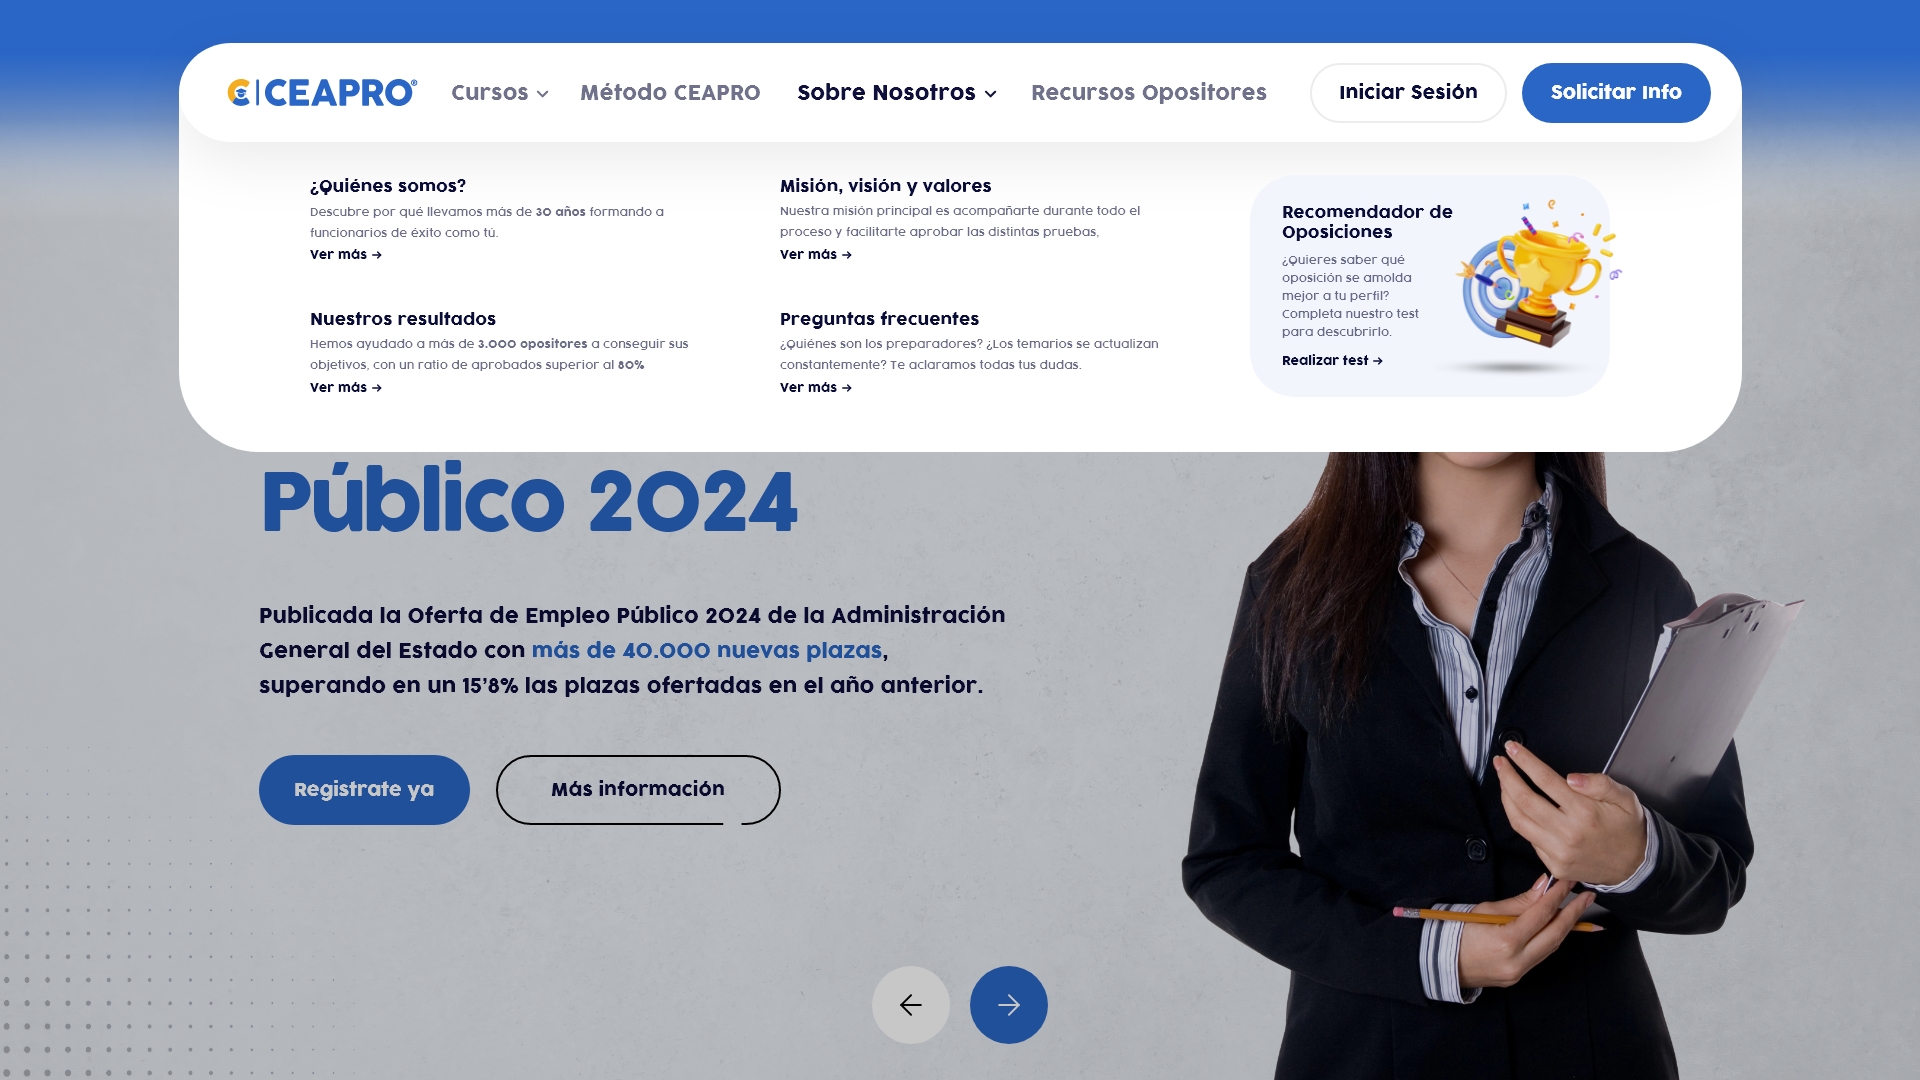 CEAPRO®
Cursos
Método CEAPRO
Sobre Nosotros
Recursos Opositores
Iniciar Sesión
Solicitar Info
¿Quiénes somos?
Descubre por qué llevamos más de 30 años formando a
funcionarios de éxito como tú.
Ver más →
Misión, visión y valores
Nuestra misión principal es acompañarte durante todo el
proceso y facilitarte aprobar las distintas pruebas,
Ver más →
Nuestros resultados
Hemos ayudado a más de 3.000 opositores a conseguir sus
objetivos, con un ratio de aprobados superior al 80%
Ver más →
Preguntas frecuentes
¿Quiénes son los preparadores? ¿Los temarios se actualizan
constantemente? Te aclaramos todas tus dudas.
Ver más →
Recomendador de
Oposiciones
¿Quieres saber qué
oposición se amolda
mejor a tu perfil?
Completa nuestro test
para descubrirlo.
Realizar test →
Público 2024
Publicada la Oferta de Empleo Público 2024 de la Administración
General del Estado con más de 40.000 nuevas plazas,
superando en un 15'8% las plazas ofertadas en el año anterior.
Registrate ya
Más información